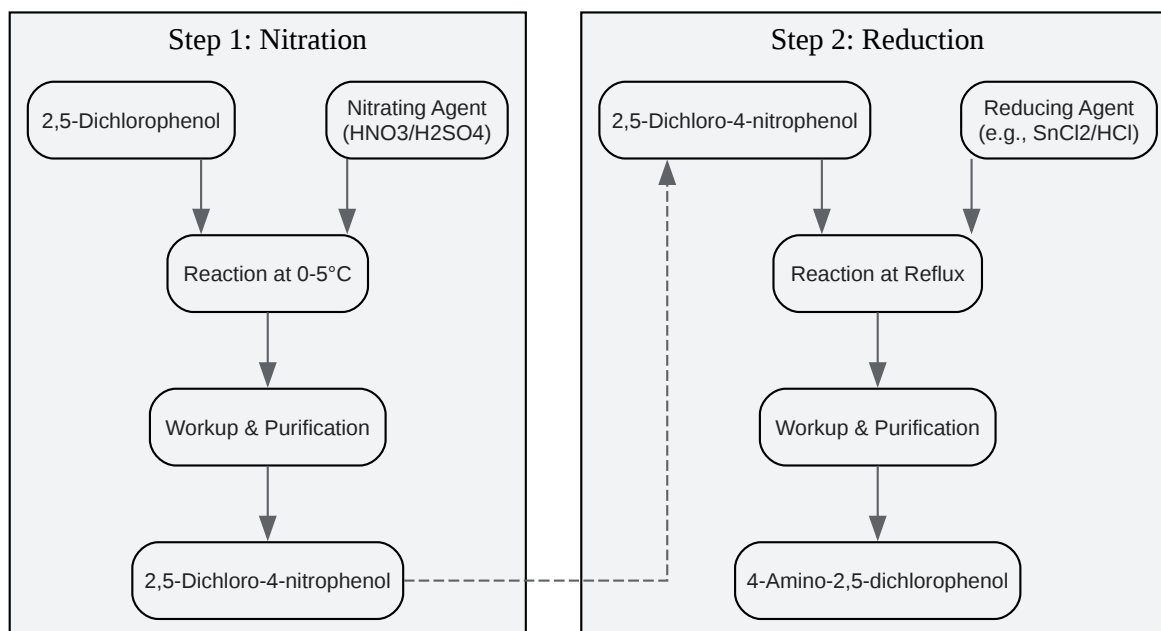 Step 1: Nitration
2,5-Dichlorophenol
Nitrating Agent
(HNO3/H2SO4)
Reaction at 0-5°C
Workup & Purification
2,5-Dichloro-4-nitrophenol
Step 2: Reduction
2,5-Dichloro-4-nitrophenol
Reducing Agent
(e.g., SnCl2/HCl)
Reaction at Reflux
Workup & Purification
4-Amino-2,5-dichlorophenol